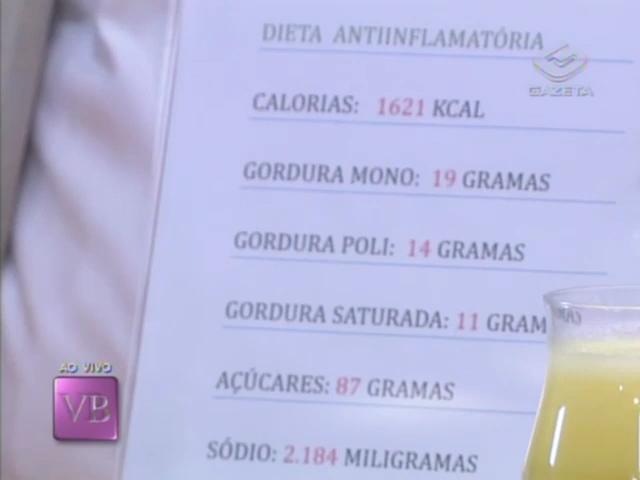 DIETA ANTIINFLAMATÓRIA
GAZETA
CALORIAS: 1621 KCAL
GORDURA MONO: 19 GRAMAS
GORDURA POLI: 14 GRAMAS
GORDURA SATURADA: 11 GRAMAS
AO VIVO
VB
AÇÚCARES: 87 GRAMAS
SÓDIO: 2.184 MILIGRAMAS